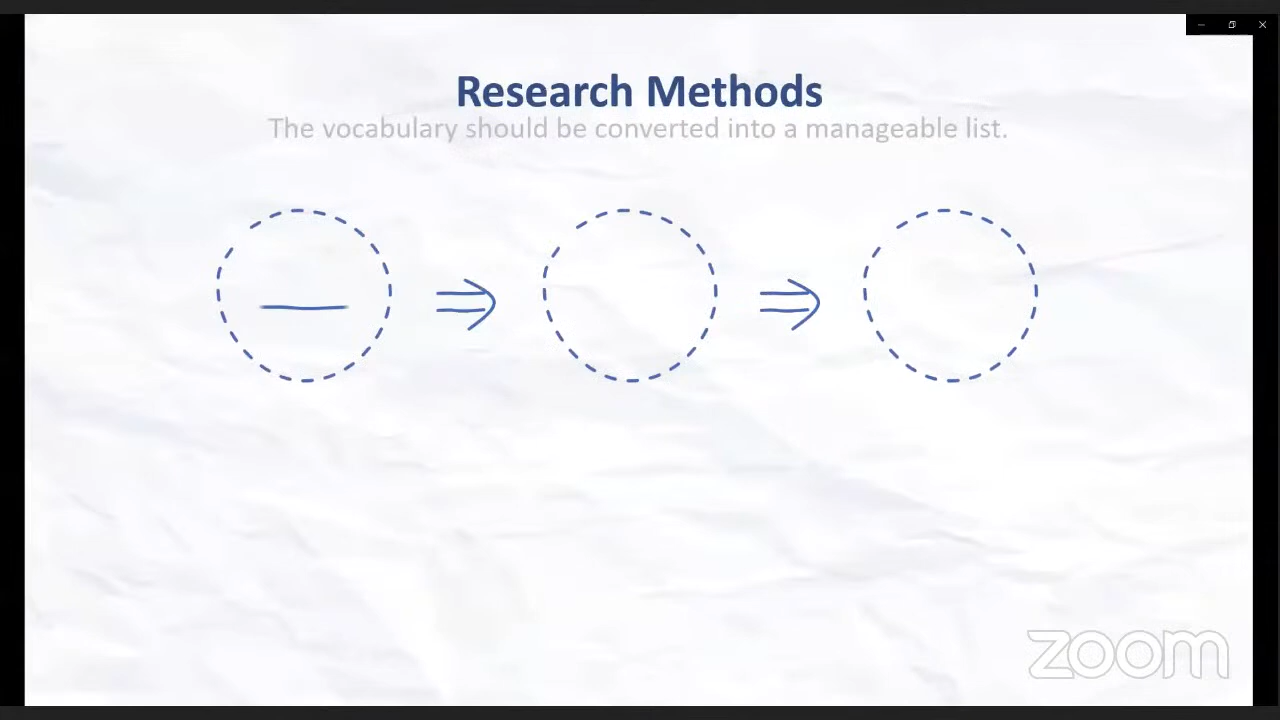 Research Methods
The vocabulary should be converted into a manageable list.
zoom